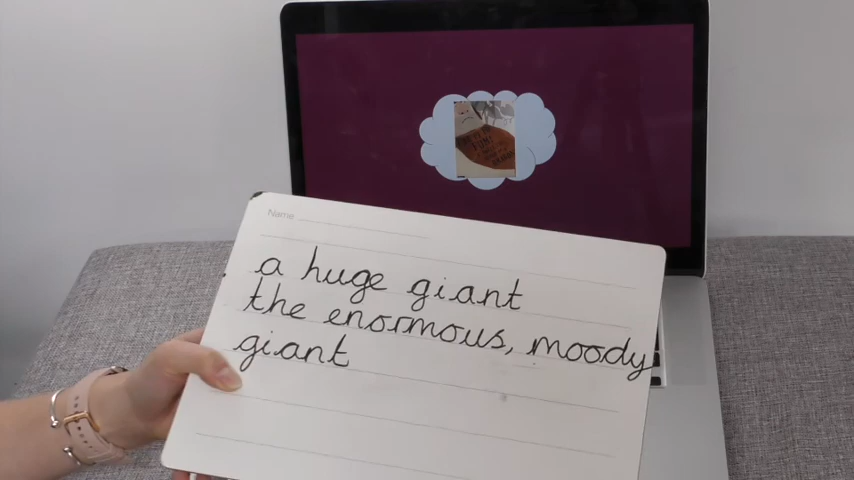 Name
a huge giant
the enormous, moody
giant